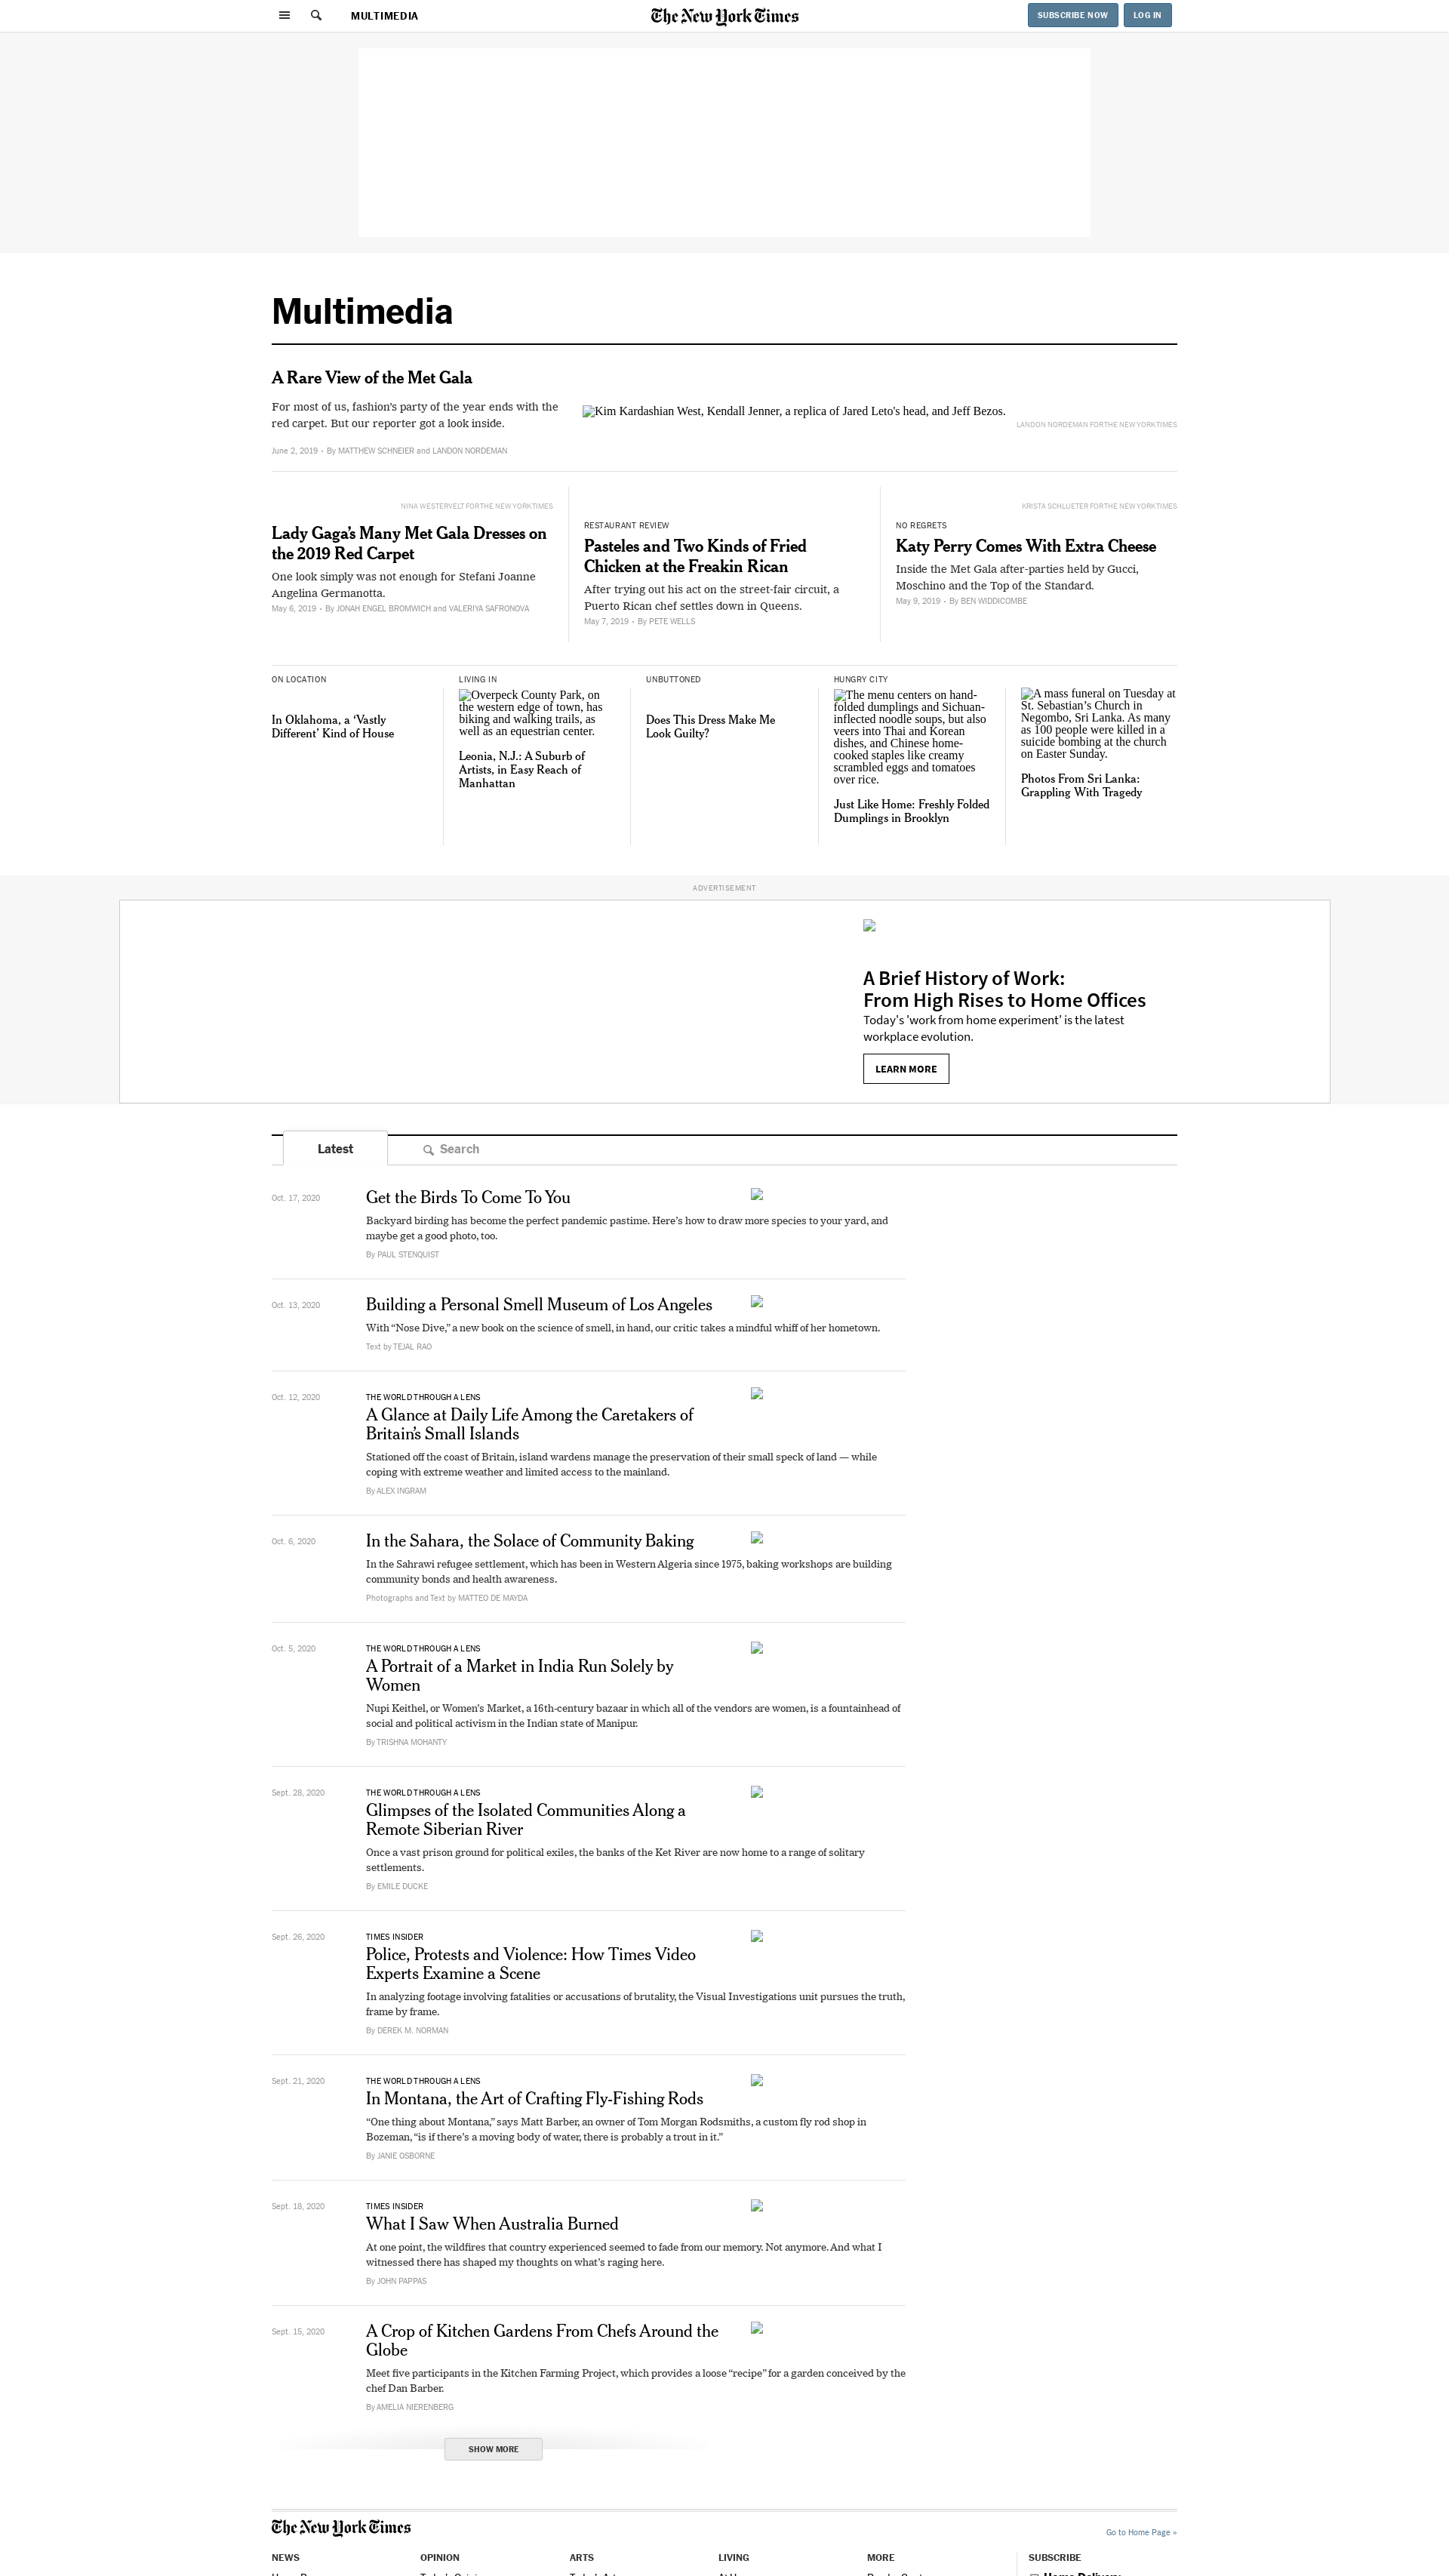 MULTIMEDIA
The New York Times
SUBSCRIBE NOW
LOG IN
Multimedia
A Rare View of the Met Gala
For most of us, fashion’s party of the year ends with the
red carpet. But our reporter got a look inside.
June 2, 2019 • By MATTHEW SCHNEIER and LANDON NORDEMAN
Kim Kardashian West, Kendall Jenner, a replica of Jared Leto's head, and Jeff Bezos.
LANDON NORDEMAN FOR THE NEW YORK TIMES
NINA WESTERVELT FOR THE NEW YORK TIMES
Lady Gaga’s Many Met Gala Dresses on
the 2019 Red Carpet
One look simply was not enough for Stefani Joanne
Angelina Germanotta.
May 6, 2019 • By JONAH ENGEL BROMWICH and VALERIYA SAFRONOVA
RESTAURANT REVIEW
Pasteles and Two Kinds of Fried
Chicken at the Freakin Rican
After trying out his act on the street-fair circuit, a
Puerto Rican chef settles down in Queens.
May 7, 2019 • By PETE WELLS
KRISTA SCHLUETER FOR THE NEW YORK TIMES
NO REGRETS
Katy Perry Comes With Extra Cheese
Inside the Met Gala after-parties held by Gucci,
Moschino and the Top of the Standard.
May 9, 2019 • By BEN WIDDICOMBE
ON LOCATION
In Oklahoma, a ‘Vastly
Different’ Kind of House
LIVING IN
Overpeck County Park, on
the western edge of town, has
biking and walking trails, as
well as an equestrian center.
Leonia, N.J.: A Suburb of
Artists, in Easy Reach of
Manhattan
UNBUTTONED
Does This Dress Make Me
Look Guilty?
HUNGRY CITY
The menu centers on hand-
folded dumplings and Sichuan-
inflected noodle soups, but also
veers into Thai and Korean
dishes, and Chinese home-
cooked staples like creamy
scrambled eggs and tomatoes
over rice.
Just Like Home: Freshly Folded
Dumplings in Brooklyn
A mass funeral on Tuesday at
St. Sebastian’s Church in
Negombo, Sri Lanka. As many
as 100 people were killed in a
suicide bombing at the church
on Easter Sunday.
Photos From Sri Lanka:
Grappling With Tragedy
ADVERTISEMENT
A Brief History of Work:
From High Rises to Home Offices
Today's 'work from home experiment' is the latest
workplace evolution.
LEARN MORE
Latest
Search
Oct. 17, 2020
Get the Birds To Come To You
Backyard birding has become the perfect pandemic pastime. Here’s how to draw more species to your yard, and
maybe get a good photo, too.
By PAUL STENQUIST
Oct. 13, 2020
Building a Personal Smell Museum of Los Angeles
With “Nose Dive,” a new book on the science of smell, in hand, our critic takes a mindful whiff of her hometown.
Text by TEJAL RAO
Oct. 12, 2020
THE WORLD THROUGH A LENS
A Glance at Daily Life Among the Caretakers of
Britain’s Small Islands
Stationed off the coast of Britain, island wardens manage the preservation of their small speck of land — while
coping with extreme weather and limited access to the mainland.
By ALEX INGRAM
Oct. 6, 2020
In the Sahara, the Solace of Community Baking
In the Sahrawi refugee settlement, which has been in Western Algeria since 1975, baking workshops are building
community bonds and health awareness.
Photographs and Text by MATTEO DE MAYDA
Oct. 5, 2020
THE WORLD THROUGH A LENS
A Portrait of a Market in India Run Solely by
Women
Nupi Keithel, or Women’s Market, a 16th-century bazaar in which all of the vendors are women, is a fountainhead of
social and political activism in the Indian state of Manipur.
By TRISHNA MOHANTY
Sept. 28, 2020
THE WORLD THROUGH A LENS
Glimpses of the Isolated Communities Along a
Remote Siberian River
Once a vast prison ground for political exiles, the banks of the Ket River are now home to a range of solitary
settlements.
By EMILE DUCKE
Sept. 26, 2020
TIMES INSIDER
Police, Protests and Violence: How Times Video
Experts Examine a Scene
In analyzing footage involving fatalities or accusations of brutality, the Visual Investigations unit pursues the truth,
frame by frame.
By DEREK M. NORMAN
Sept. 21, 2020
THE WORLD THROUGH A LENS
In Montana, the Art of Crafting Fly-Fishing Rods
“One thing about Montana,” says Matt Barber, an owner of Tom Morgan Rodsmiths, a custom fly rod shop in
Bozeman, “is if there’s a moving body of water, there is probably a trout in it.”
By JANIE OSBORNE
Sept. 18, 2020
TIMES INSIDER
What I Saw When Australia Burned
At one point, the wildfires that country experienced seemed to fade from our memory. Not anymore. And what I
witnessed there has shaped my thoughts on what’s raging here.
By JOHN PAPPAS
Sept. 15, 2020
A Crop of Kitchen Gardens From Chefs Around the
Globe
Meet five participants in the Kitchen Farming Project, which provides a loose “recipe” for a garden conceived by the
chef Dan Barber.
By AMELIA NIERENBERG
SHOW MORE
The New York Times
Go to Home Page »
NEWS
OPINION
ARTS
LIVING
MORE
SUBSCRIBE